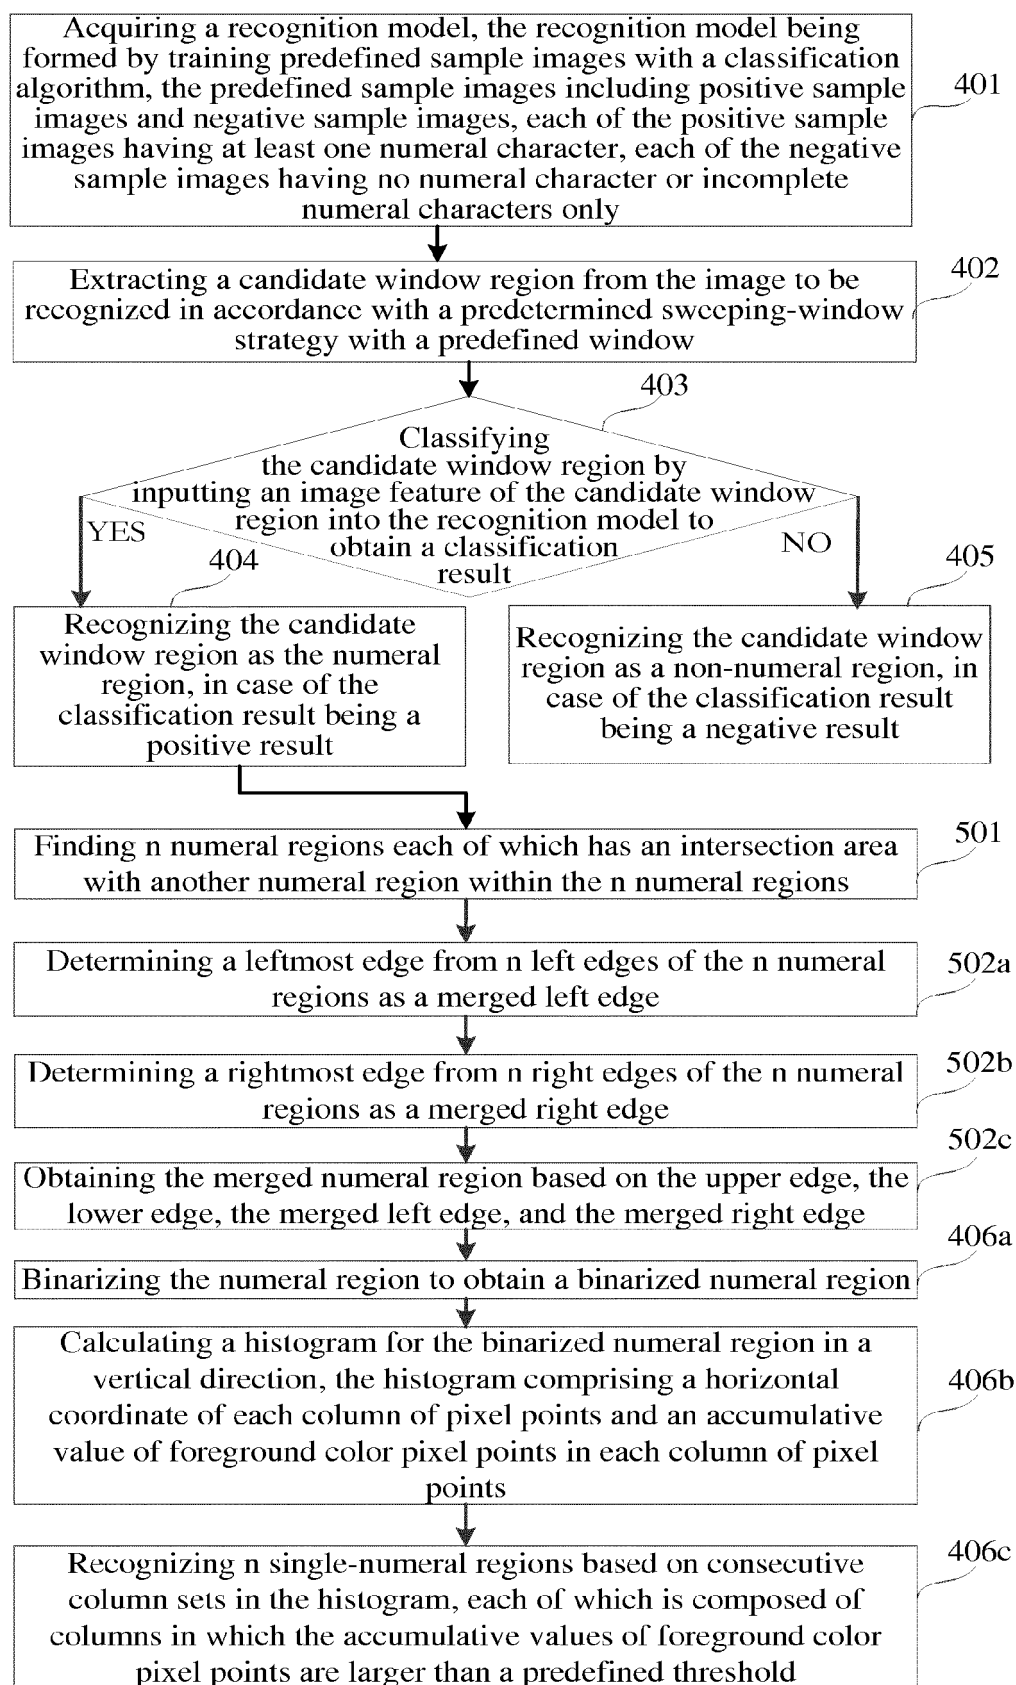 Acquiring a recognition model, the recognition model being
formed by training predefined sample images with a classification
algorithm, the predefined sample images including positive sample
images and negative sample images, each of the positive sample
images having at least one numeral character, each of the negative
sample images having no numeral character or incomplete
numeral characters only
401
Extracting a candidate window region from the image to be
recognized in accordance with a predetermined sweeping-window
strategy with a predefined window
402
403
Classifying
the candidate window region by
inputting an image feature of the candidate window
region into the recognition model to
obtain a classification
result
YES
NO
404
405
Recognizing the candidate
window region as the numeral
region, in case of the
classification result being a
positive result
Recognizing the candidate window
region as a non-numeral region, in
case of the classification result
being a negative result
501
Finding n numeral regions each of which has an intersection area
with another numeral region within the n numeral regions
Determining a leftmost edge from n left edges of the n numeral
regions as a merged left edge
502a
Determining a rightmost edge from n right edges of the n numeral
regions as a merged right edge
502b
502c
Obtaining the merged numeral region based on the upper edge, the
lower edge, the merged left edge, and the merged right edge
406a
Binarizing the numeral region to obtain a binarized numeral region
Calculating a histogram for the binarized numeral region in a
vertical direction, the histogram comprising a horizontal
coordinate of each column of pixel points and an accumulative
value of foreground color pixel points in each column of pixel
points
406b
Recognizing n single-numeral regions based on consecutive
column sets in the histogram, each of which is composed of
columns in which the accumulative values of foreground color
pixel points are larger than a predefined threshold
406c